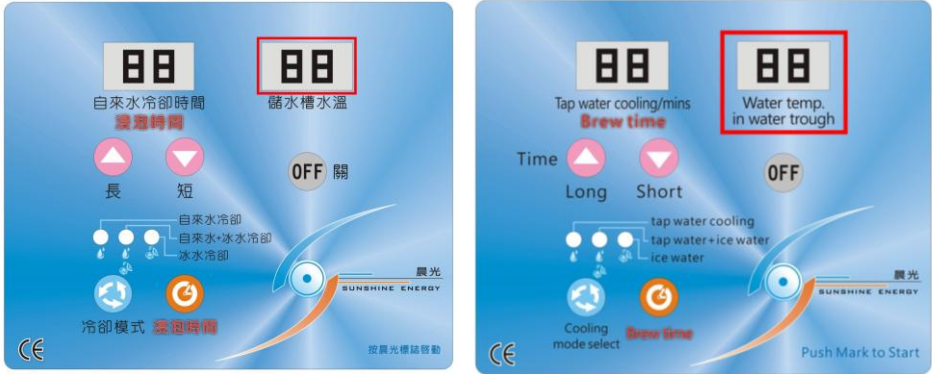 88
88
自來水冷卻時間
儲水槽水溫
浸泡時間
OFF 關
長
短
自來水冷卻
自來水+冰水冷卻
冰水冷卻
晨光
SUNSHINE ENERGY
冷卻模式
浸泡時間
CE
按晨光標誌啓動
88
88
Tap water cooling/mins
Brew time
Water temp.
in water trough
Time
Long
Short
OFF
tap water cooling
tap water+ice water
ice water
晨光
SUNSHINE ENERGY
Cooling
mode select
Brew time
CE
Push Mark to Start